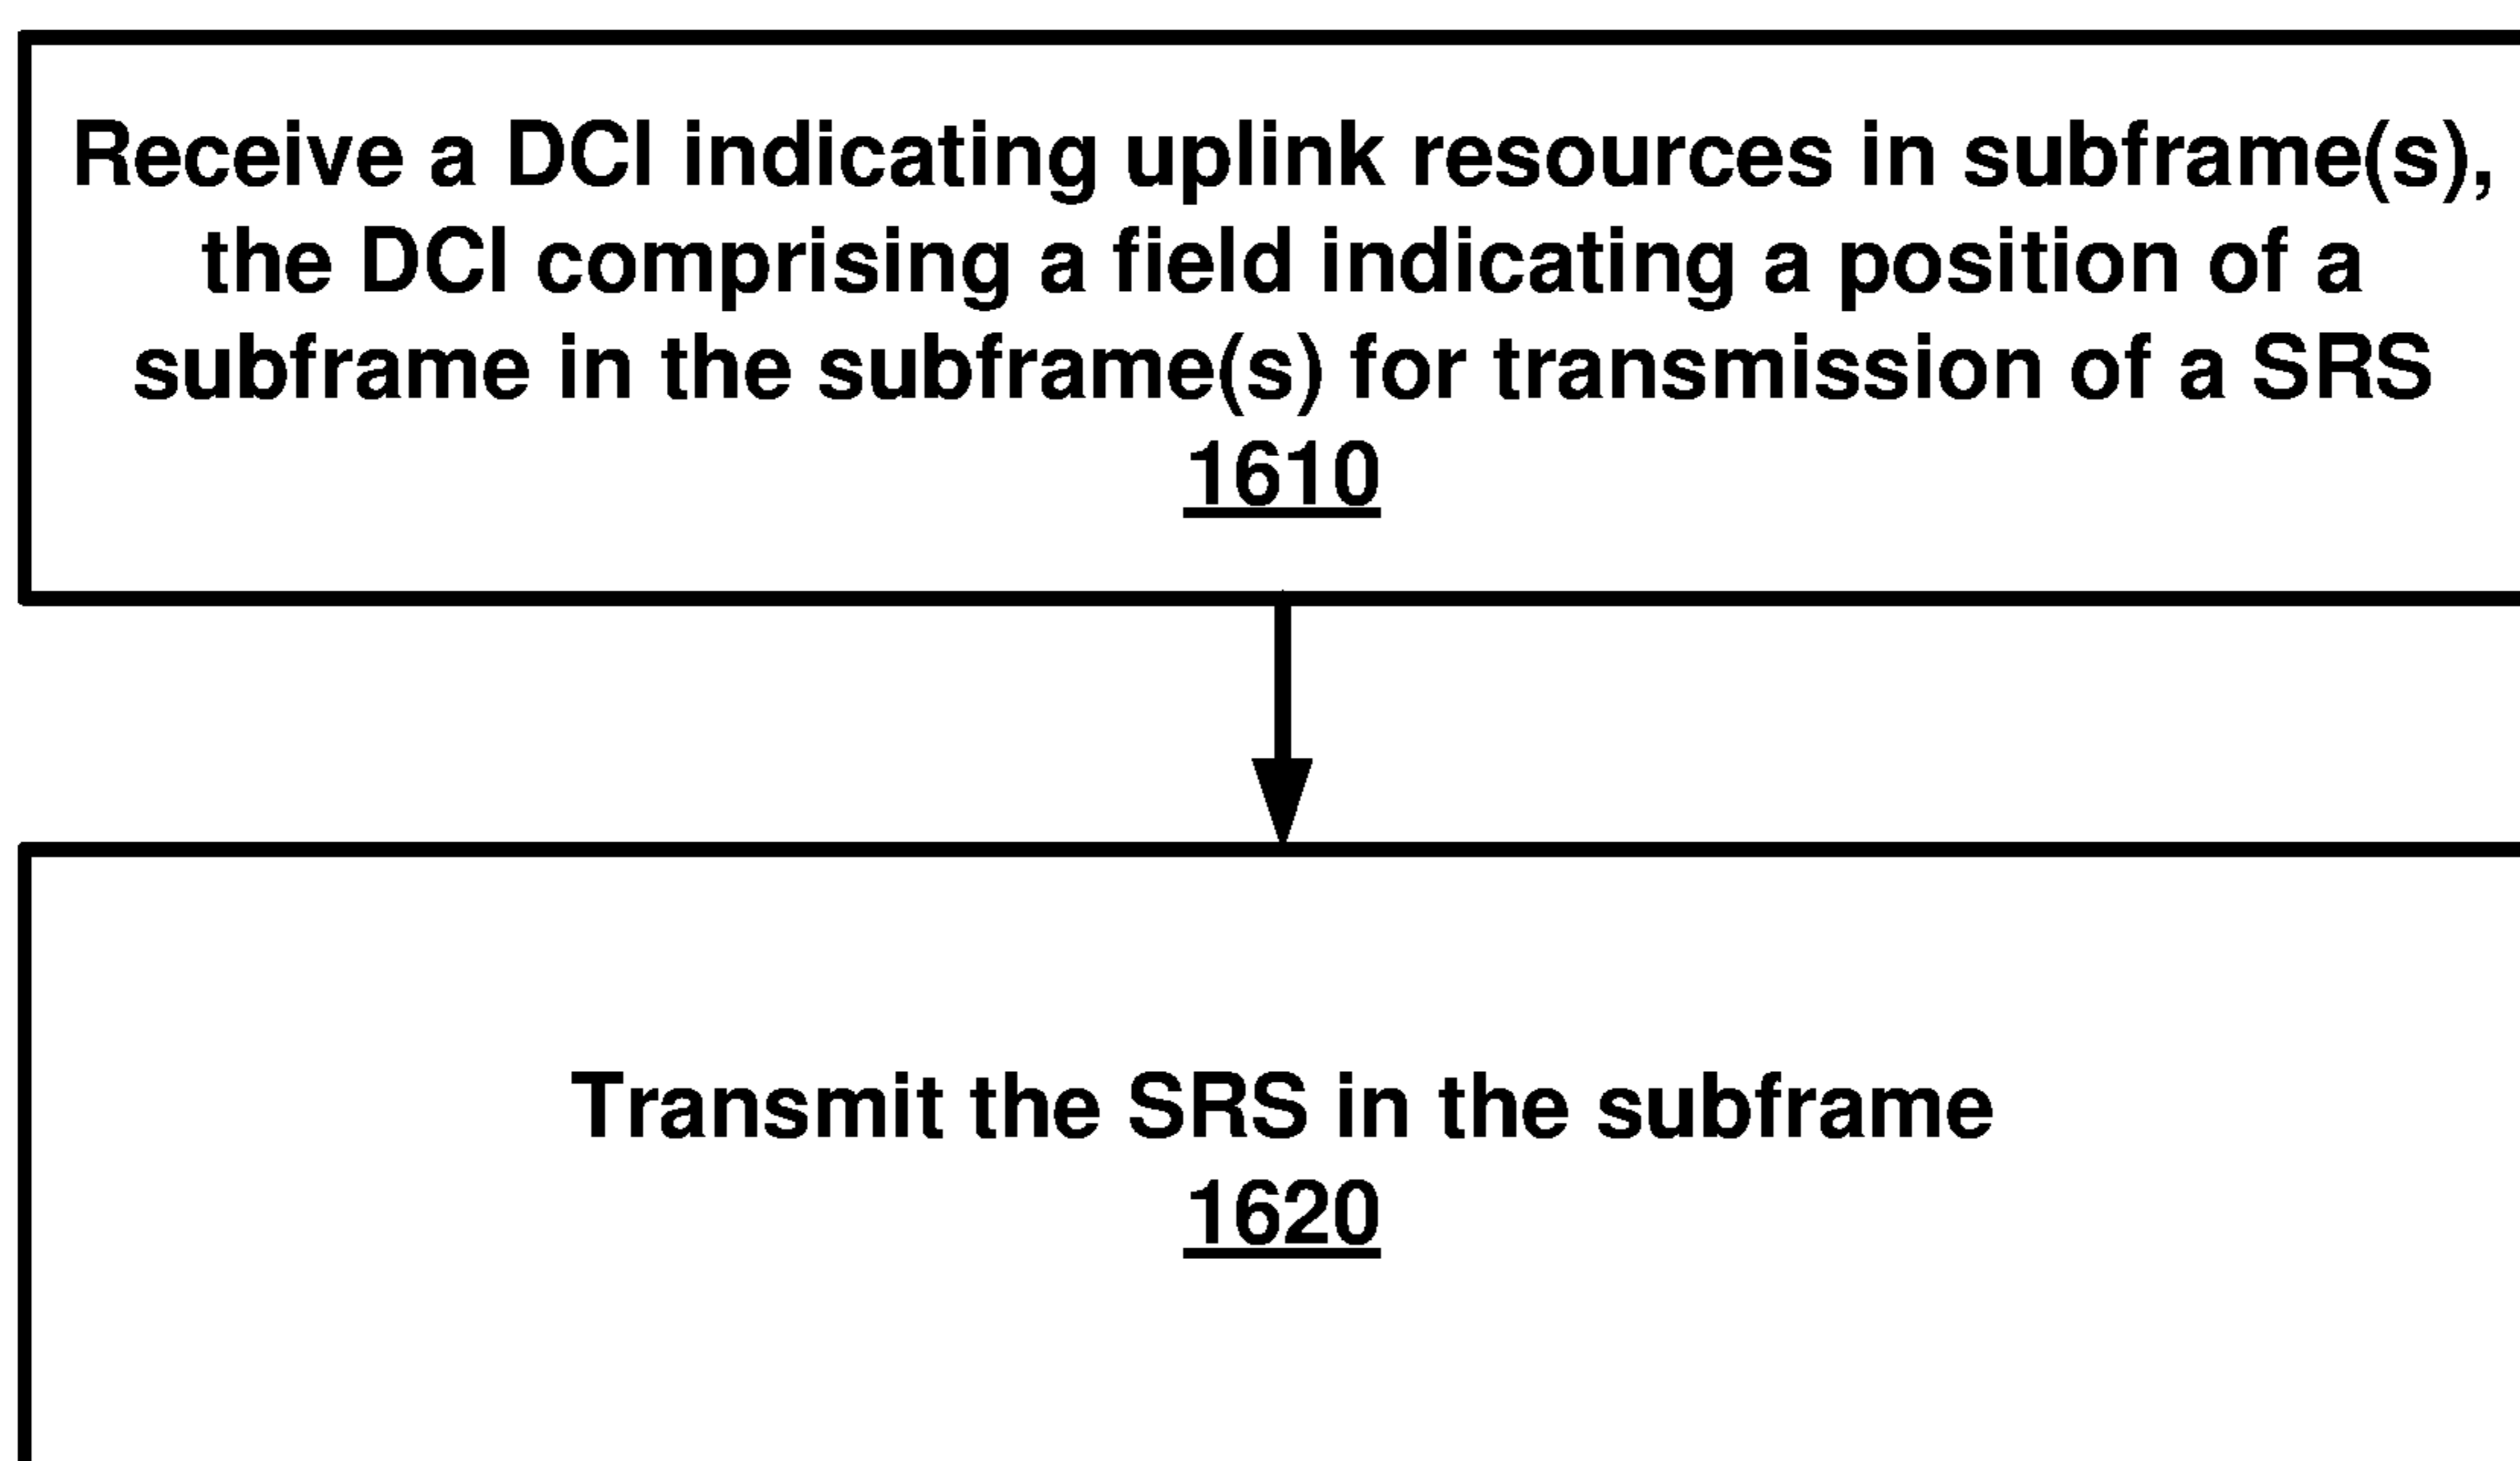 Receive a DCI indicating uplink resources in subframe(s),
the DCI comprising a field indicating a position of a
subframe in the subframe(s) for transmission of a SRS
1610
Transmit the SRS in the subframe
1620